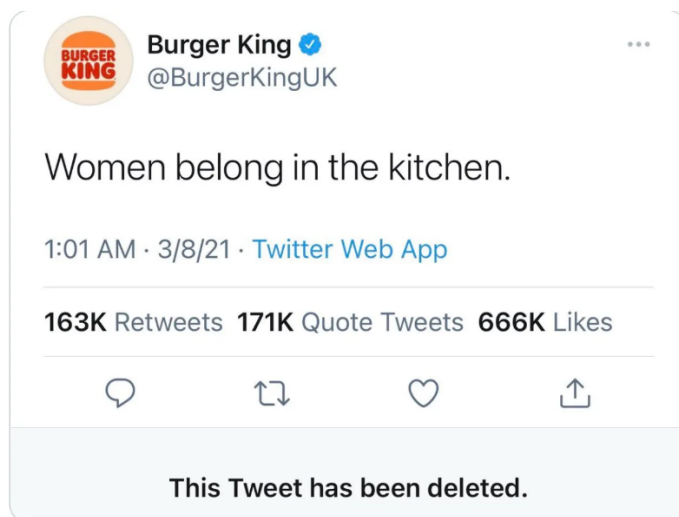 BURGER
KING
Burger King
@BurgerKingUK
Women belong in the kitchen.
1:01 AM · 3/8/21 · Twitter Web App
163K Retweets 171K Quote Tweets 666K Likes
This Tweet has been deleted.